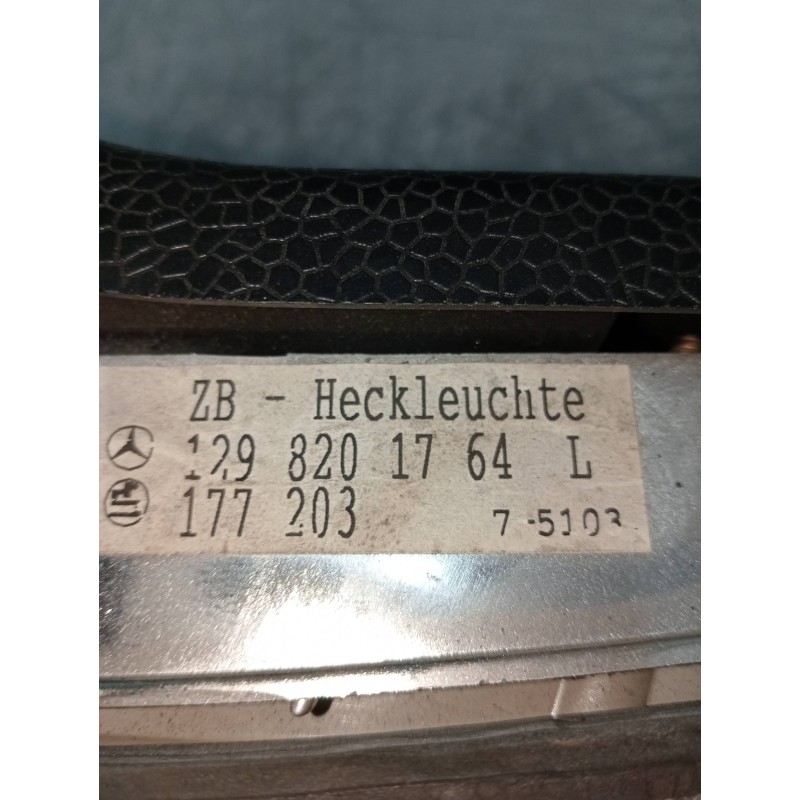 ZB - Heckleuchte
129 820 17 64 L
177 203 7-5103